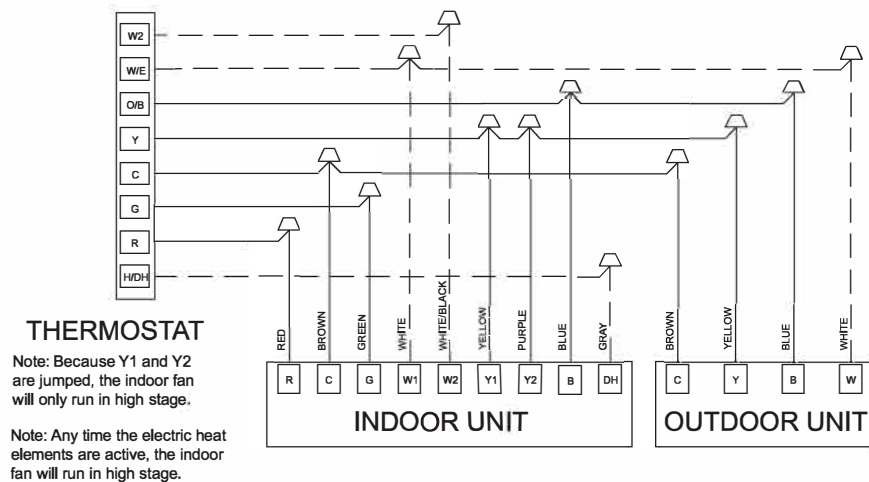 W2
W/E
O/B
Y
C
G
R
H/DH
THERMOSTAT
Note: Because Y1 and Y2
are jumped, the indoor fan
will only run in high stage.
Note: Any time the electric heat
elements are active, the indoor
fan will run in high stage.
RED
BROWN
GREEN
WHITE
WHITE/BLACK
YELLOW
PURPLE
BLUE
GRAY
R C G W1 W2 Y1 Y2 B DH
INDOOR UNIT
BROWN
YELLOW
BLUE
WHITE
C Y B W
OUTDOOR UNIT